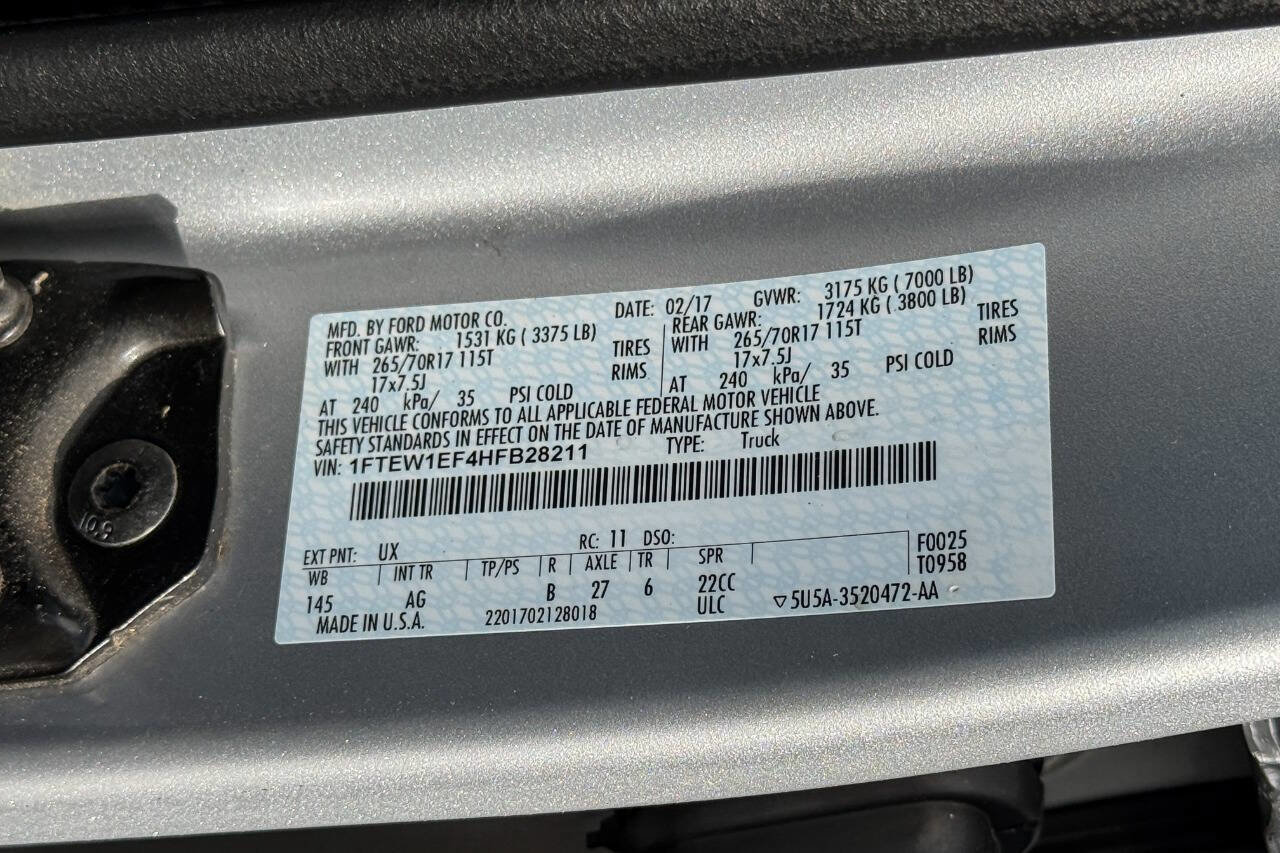 MFD. BY FORD MOTOR CO. DATE: 02/17 GVWR: 3175 KG ( 7000 LB)
FRONT GAWR: 1531 KG ( 3375 LB) REAR GAWR: 1724 KG ( 3800 LB)
WITH 265/70R17 115T TIRES WITH 265/70R17 115T TIRES
17x7.5J RIMS 17x7.5J RIMS
AT 240 kPa/ 35 PSI COLD AT 240 kPa/ 35 PSI COLD
THIS VEHICLE CONFORMS TO ALL APPLICABLE FEDERAL MOTOR VEHICLE
SAFETY STANDARDS IN EFFECT ON THE DATE OF MANUFACTURE SHOWN ABOVE.
VIN: 1FTEW1EF4HFB28211 TYPE: Truck
EXT PNT: UX RC: 11 DSO: F0025
WB INT TR TP/PS R AXLE TR SPR T0958
145 AG B 27 6 22CC
ULC ▽5U5A-3520472-AA
MADE IN U.S.A. 2201702128018
10.9